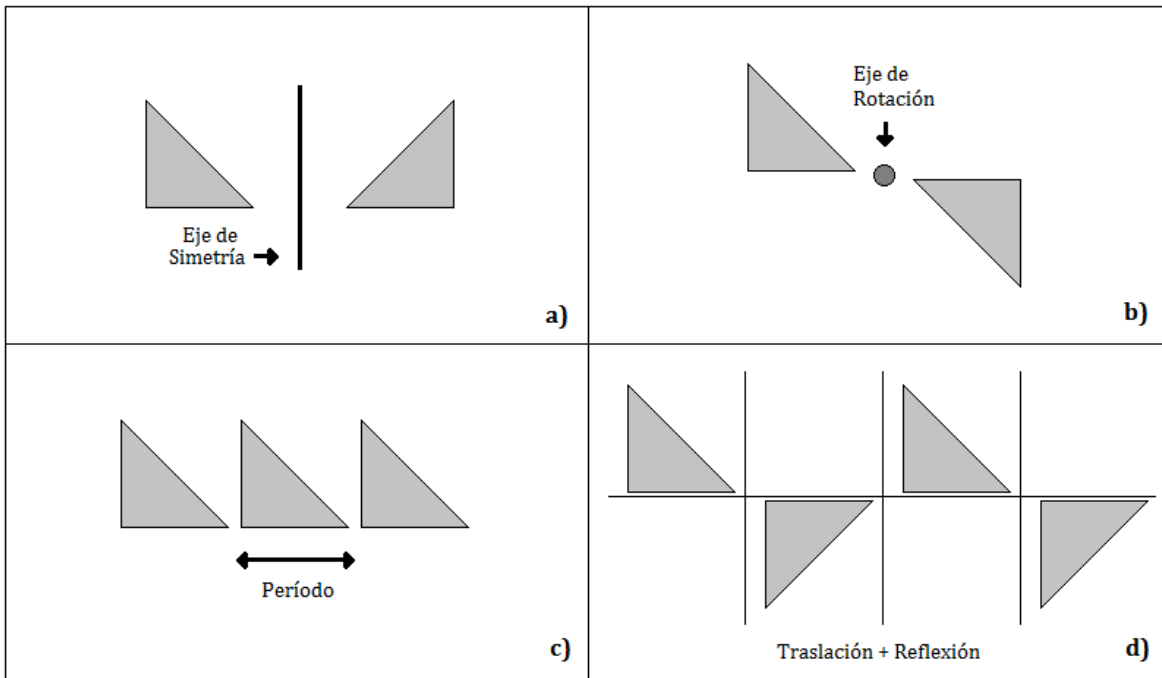 Eje de
Simetría
a)
Eje de
Rotación
b)
Período
c)
Traslación + Reflexión
d)